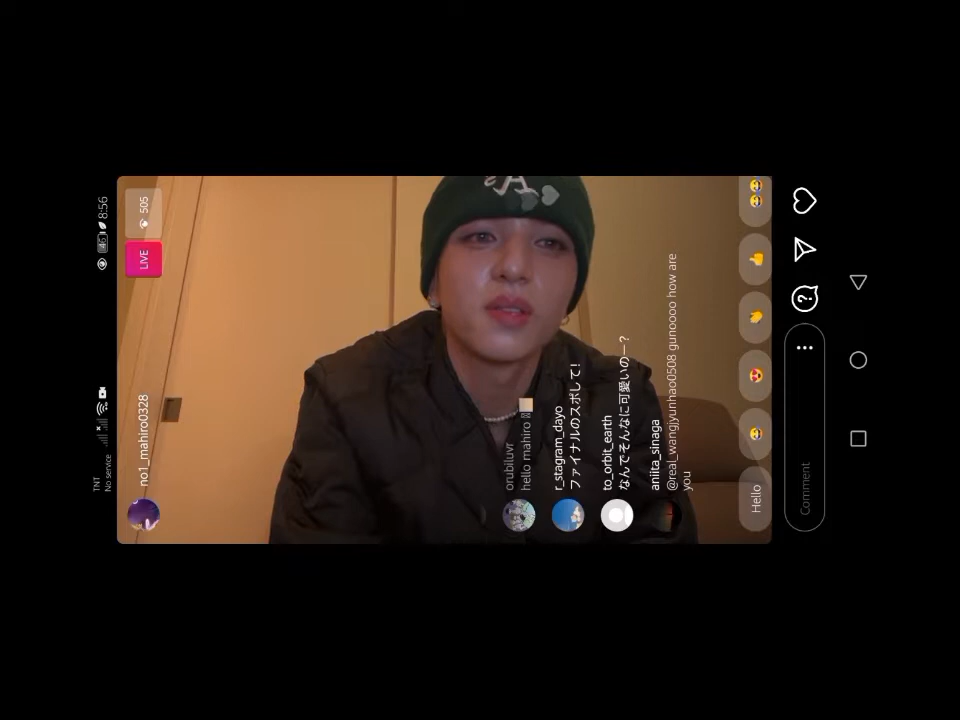 TNT
No service
46
8:56
no1_mahiro0328
LIVE
505
A
orubiluvr
hello mahiro
r_stagram_dayo
ファイナルのスポして!
to_orbit_earth
なんでそんなに可愛いのー?
aniita_sinaga
@real_wangjyunhao0508 gunoooo how are
you
Hello
Comment